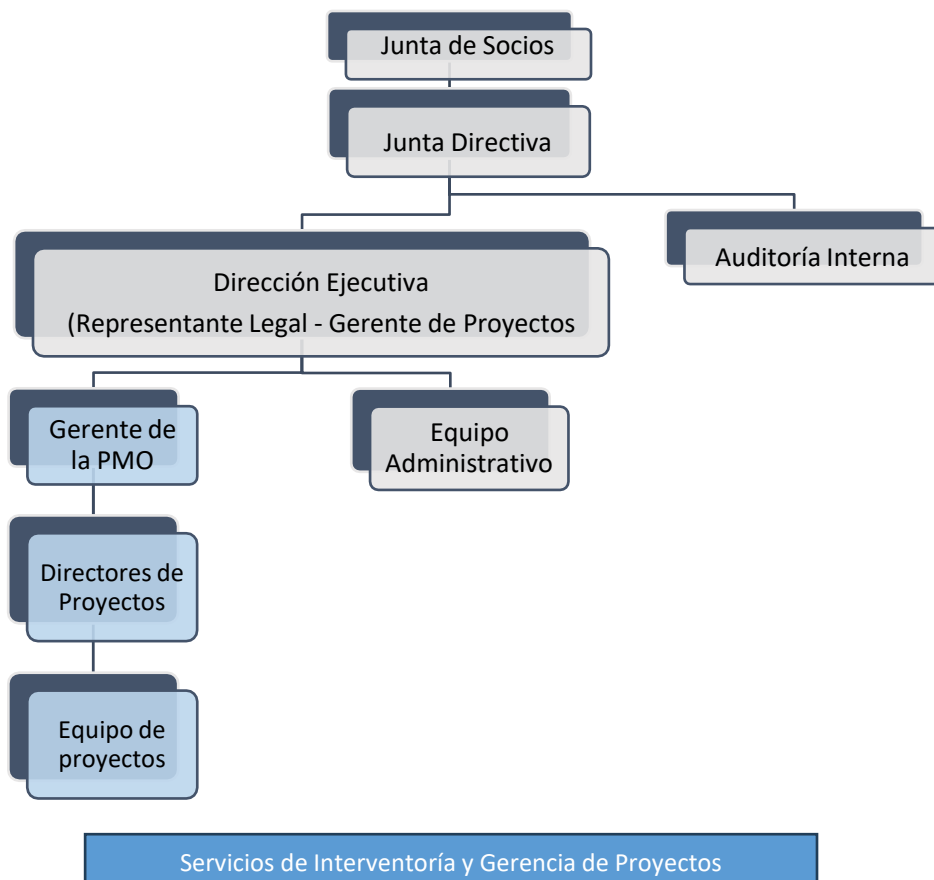 Junta de Socios
Junta Directiva
Auditoría Interna
Dirección Ejecutiva
(Representante Legal - Gerente de Proyectos
Gerente de
la PMO
Equipo
Administrativo
Directores de
Proyectos
Equipo de
proyectos
Servicios de Interventoría y Gerencia de Proyectos